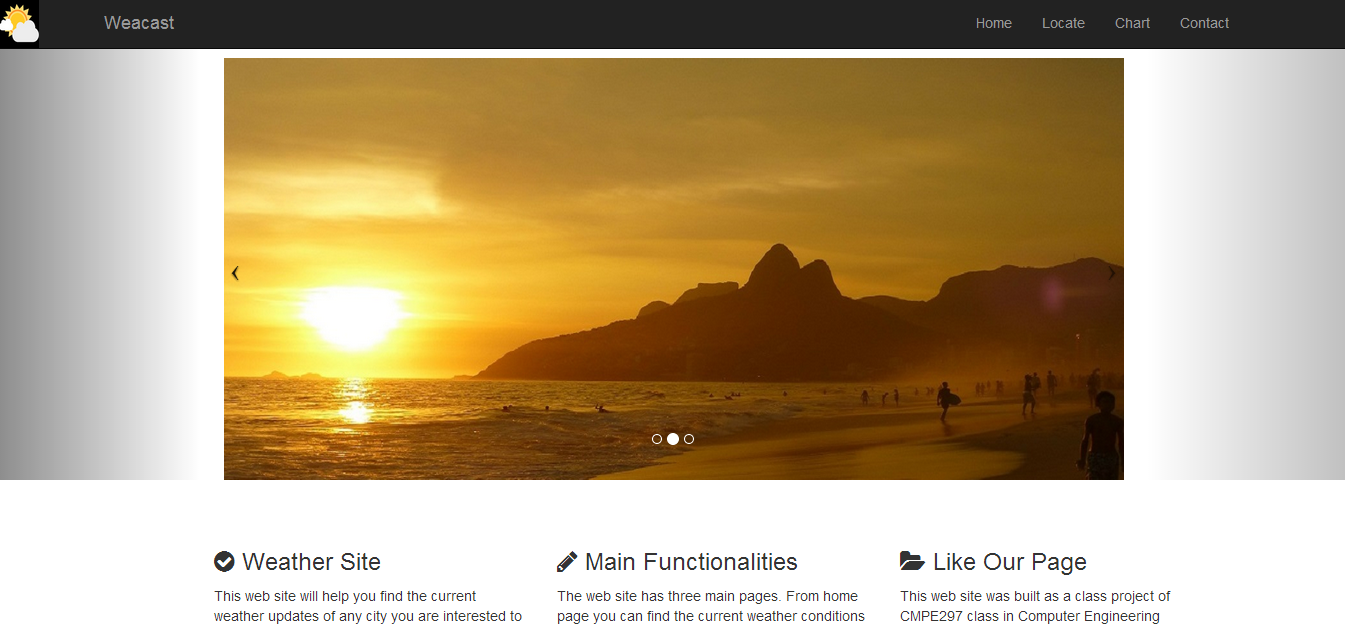 Weacast
Home Locate Chart Contact
Weather Site
This web site will help you find the current
weather updates of any city you are interested to
Main Functionalities
The web site has three main pages. From home
page you can find the current weather conditions
Like Our Page
This web site was built as a class project of
CMPE297 class in Computer Engineering